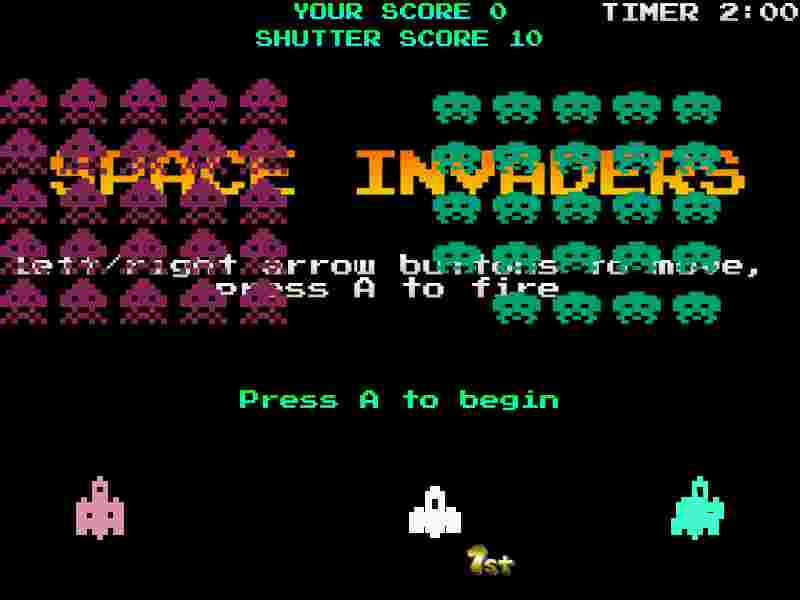 YOUR SCORE 0
TIMER 2:00
SHUTTER SCORE 10
SPACE INVADERS
Left/right arrow buttons to move,
press A to fire
Press A to begin
1st